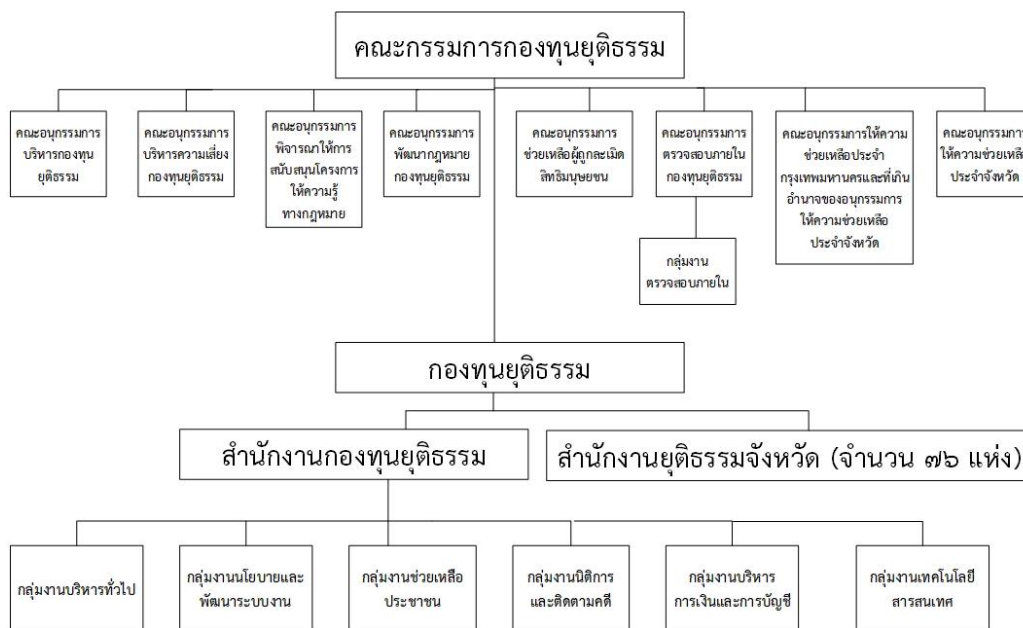 คณะกรรมการกองทุนยุติธรรม
คณะอนุกรรมการ
บริหารกองทุน
ยุติธรรม
คณะอนุกรรมการ
บริหารความเสี่ยง
กองทุนยุติธรรม
คณะอนุกรรมการ
พิจารณาให้การ
สนับสนุนโครงการ
ให้ความรู้
ทางกฎหมาย
คณะอนุกรรมการ
พัฒนากฎหมาย
กองทุนยุติธรรม
คณะอนุกรรมการ
ช่วยเหลือผู้ถูกละเมิด
สิทธิมนุษยชน
คณะอนุกรรมการ
ตรวจสอบภายใน
กองทุนยุติธรรม
คณะอนุกรรมการให้ความ
ช่วยเหลือประจำ
กรุงเทพมหานครและที่เกิน
อำนาจของอนุกรรมการ
ให้ความช่วยเหลือ
ประจำจังหวัด
คณะอนุกรรมการ
ให้ความช่วยเหลือ
ประจำจังหวัด
กลุ่มงาน
ตรวจสอบภายใน
กองทุนยุติธรรม
สำนักงานกองทุนยุติธรรม
สำนักงานยุติธรรมจังหวัด (จำนวน ๗๖ แห่ง)
กลุ่มงานบริหารทั่วไป
กลุ่มงานนโยบายและ
พัฒนาระบบงาน
กลุ่มงานช่วยเหลือ
ประชาชน
กลุ่มงานนิติการ
และติดตามคดี
กลุ่มงานบริหาร
การเงินและการบัญชี
กลุ่มงานเทคโนโลยี
สารสนเทศ